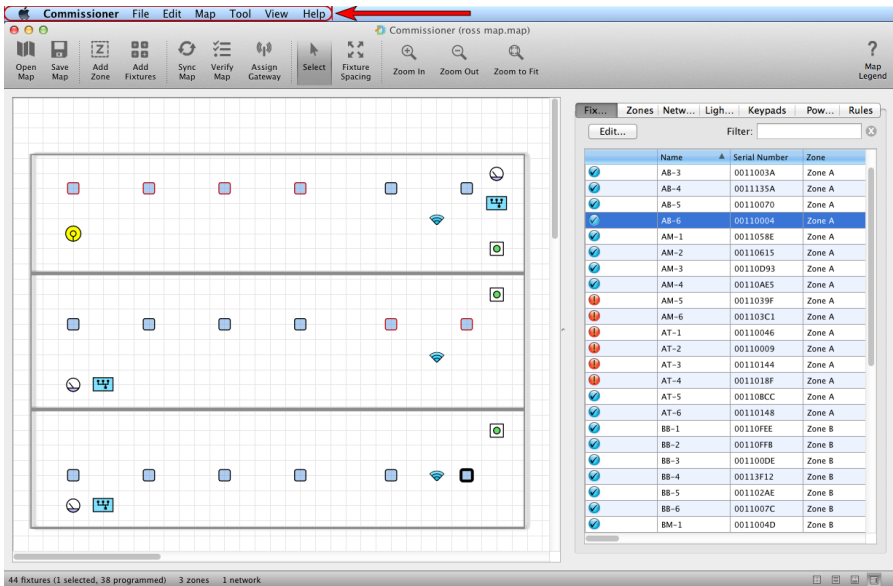 Commissioner File Edit Map Tool View Help
Commissioner (ross map.map)
Open Map Save Map Add Zone Add Fixtures Sync Map Verify Map Assign Gateway Select Fixture Spacing Zoom In Zoom Out Zoom to Fit ? Map Legend
Fix... Zones Netw... Ligh... Keypads Pow... Rules
Edit... Filter:
Name Serial Number Zone
AB-3 0011003A Zone A
AB-4 0011135A Zone A
AB-5 00110070 Zone A
AB-6 00110004 Zone A
AM-1 0011058E Zone A
AM-2 00110615 Zone A
AM-3 00110D93 Zone A
AM-4 00110AE5 Zone A
AM-5 0011039F Zone A
AM-6 001103C1 Zone A
AT-1 00110046 Zone A
AT-2 00110009 Zone A
AT-3 00110144 Zone A
AT-4 0011018F Zone A
AT-5 00110BCC Zone A
AT-6 00110148 Zone A
BB-1 00110FEE Zone B
BB-2 00110FFB Zone B
BB-3 001100DE Zone B
BB-4 00113F12 Zone B
BB-5 001102AE Zone B
BB-6 0011007C Zone B
BM-1 0011004D Zone B
44 fixtures (1 selected, 38 programmed) 3 zones 1 network